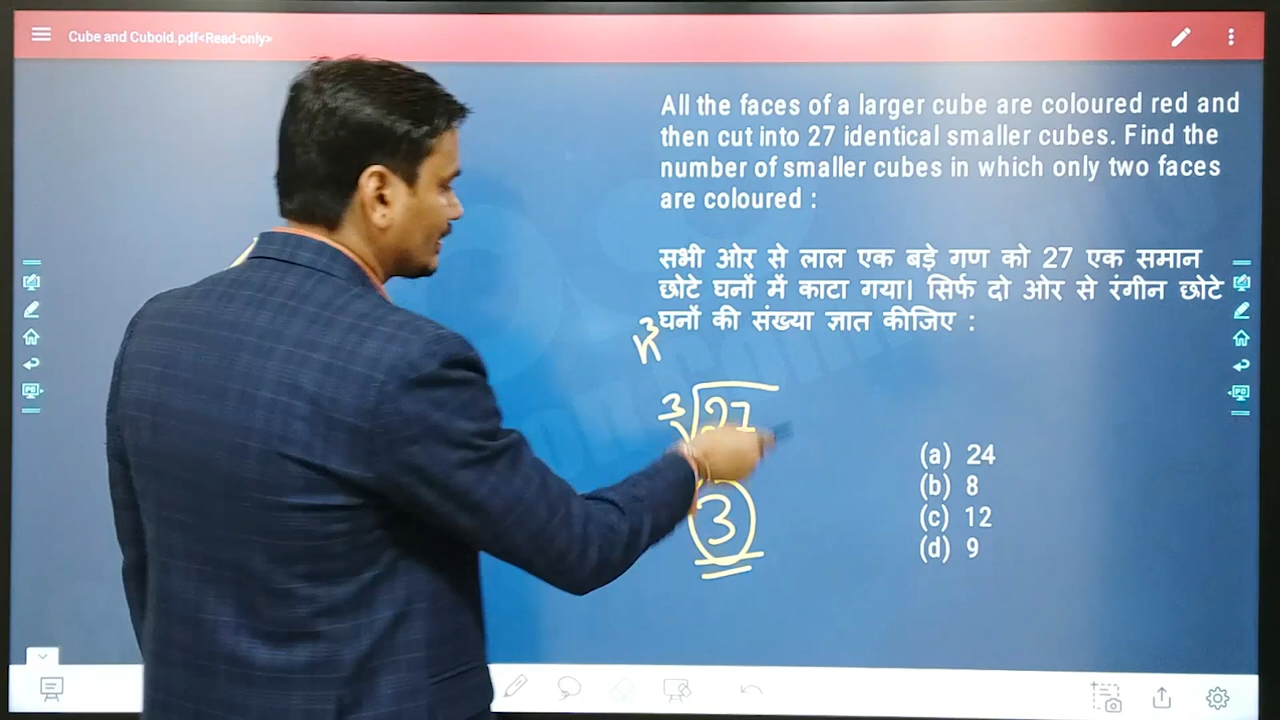 Cube and Cuboid.pdf<Read-only>
All the faces of a larger cube are coloured red and
then cut into 27 identical smaller cubes. Find the
number of smaller cubes in which only two faces
are coloured :
सभी ओर से लाल एक बड़े गण को 27 एक समान
छोटे घनों में काटा गया। सिर्फ दो ओर से रंगीन छोटे
घनों की संख्या ज्ञात कीजिए :
3√27
3
(a) 24
(b) 8
(c) 12
(d) 9